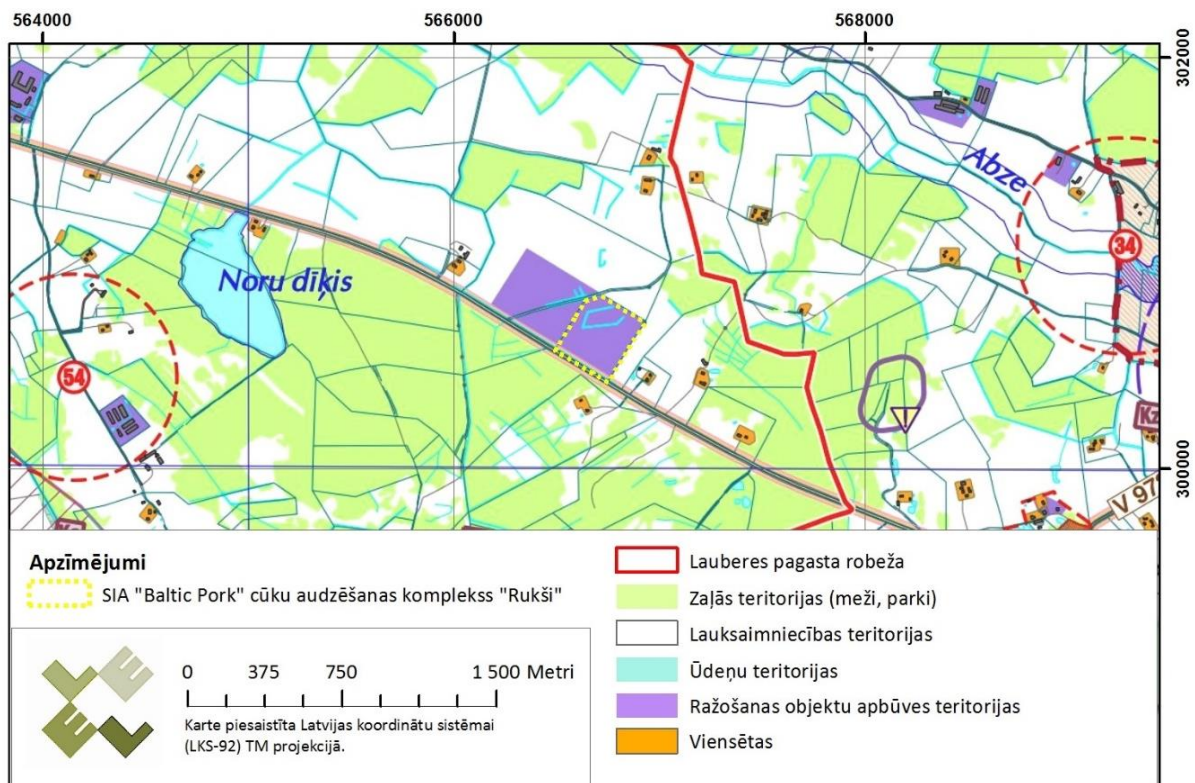 564000
566000
568000
302000
Abze
34
Noru dīķis
54
300000
V 97
Apzīmējumi
SIA "Baltic Pork" cūku audzēšanas komplekss "Rukši"
0 375 750 1 500 Metri
Karte piesaistīta Latvijas koordinātu sistēmai
(LKS-92) TM projekcijā.
Lauberes pagasta robeža
Zaļās teritorijas (meži, parki)
Lauksaimniecības teritorijas
Ūdeņu teritorijas
Ražošanas objektu apbūves teritorijas
Viensētas